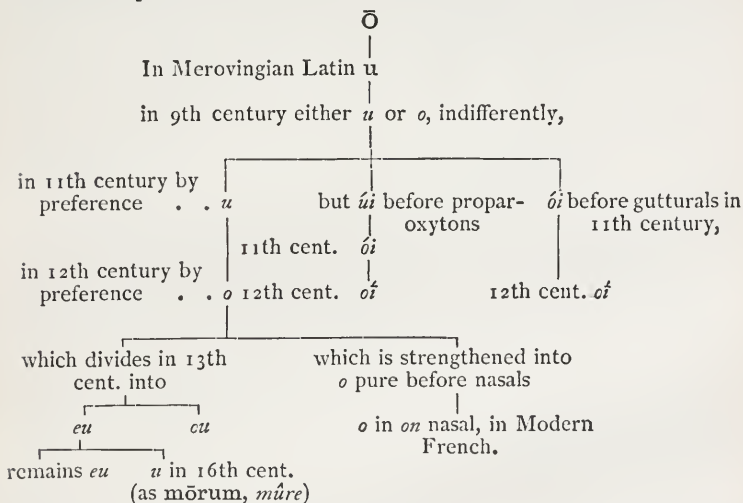 Ō
In Merovingian Latin u
in 9th century either u or o, indifferently,
in 11th century by
preference . . u
but úi before propar-
oxytons
ói before gutturals in
11th century,
11th cent. ói
in 12th century by
preference . . o
12th cent. oí
12th cent. oí
which divides in 13th
cent. into
which is strengthened into
o pure before nasals
eu ou
o in on nasal, in Modern
French.
remains eu
u in 16th cent.
(as mōrum, mûre)